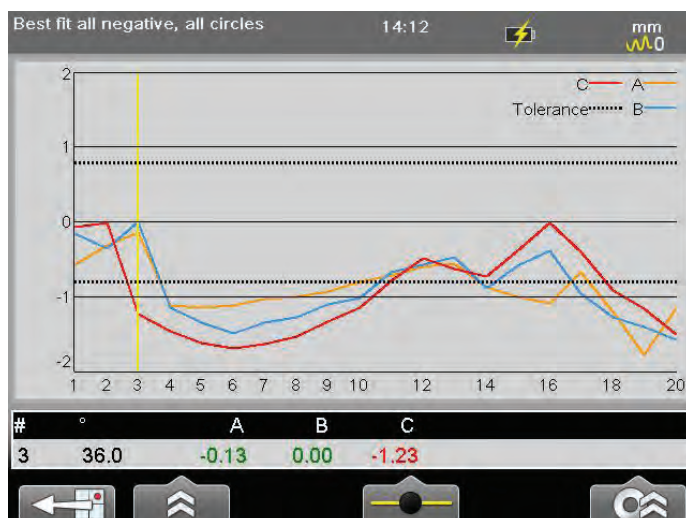 Best fit all negative, all circles 14:12 mm
0
2
C A
Tolerance B
1
0
-1
-2
1 2 3 4 5 6 7 8 9 10 12 14 16 18 20
# ° A B C
3 36.0 -0.13 0.00 -1.23